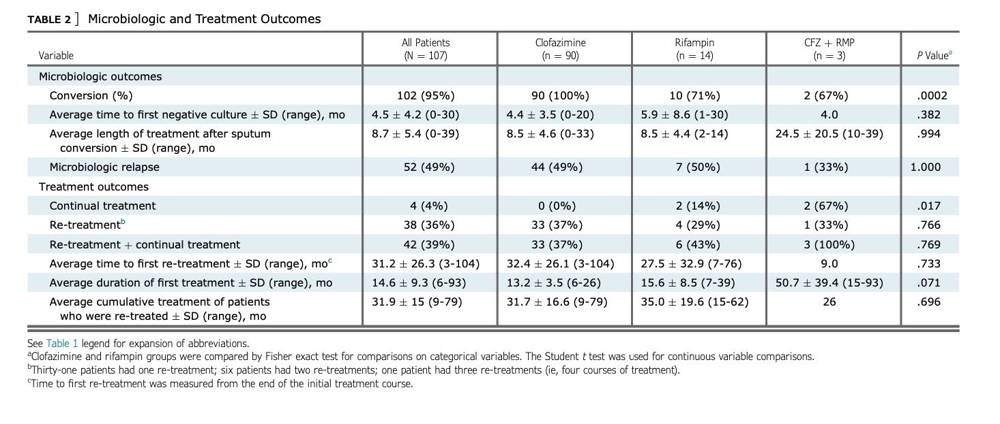 TABLE 2 ] Microbiologic and Treatment Outcomes
Variable All Patients (N = 107) Clofazimine (n = 90) Rifampin (n = 14) CFZ + RMP (n = 3) P Valueᵃ
Microbiologic outcomes
Conversion (%) 102 (95%) 90 (100%) 10 (71%) 2 (67%) .0002
Average time to first negative culture ± SD (range), mo 4.5 ± 4.2 (0-30) 4.4 ± 3.5 (0-20) 5.9 ± 8.6 (1-30) 4.0 .382
Average length of treatment after sputum 8.7 ± 5.4 (0-39) 8.5 ± 4.6 (0-33) 8.5 ± 4.4 (2-14) 24.5 ± 20.5 (10-39) .994
conversion ± SD (range), mo
Microbiologic relapse 52 (49%) 44 (49%) 7 (50%) 1 (33%) 1.000
Treatment outcomes
Continual treatment 4 (4%) 0 (0%) 2 (14%) 2 (67%) .017
Re-treatmentᵇ 38 (36%) 33 (37%) 4 (29%) 1 (33%) .766
Re-treatment + continual treatment 42 (39%) 33 (37%) 6 (43%) 3 (100%) .769
Average time to first re-treatment ± SD (range), moᶜ 31.2 ± 26.3 (3-104) 32.4 ± 26.1 (3-104) 27.5 ± 32.9 (7-76) 9.0 .733
Average duration of first treatment ± SD (range), mo 14.6 ± 9.3 (6-93) 13.2 ± 3.5 (6-26) 15.6 ± 8.5 (7-39) 50.7 ± 39.4 (15-93) .071
Average cumulative treatment of patients 31.9 ± 15 (9-79) 31.7 ± 16.6 (9-79) 35.0 ± 19.6 (15-62) 26 .696
who were re-treated ± SD (range), mo
See Table 1 legend for expansion of abbreviations.
ᵃClofazimine and rifampin groups were compared by Fisher exact test for comparisons on categorical variables. The Student t test was used for continuous variable comparisons.
ᵇThirty-one patients had one re-treatment; six patients had two re-treatments; one patient had three re-treatments (ie, four courses of treatment).
ᶜTime to first re-treatment was measured from the end of the initial treatment course.